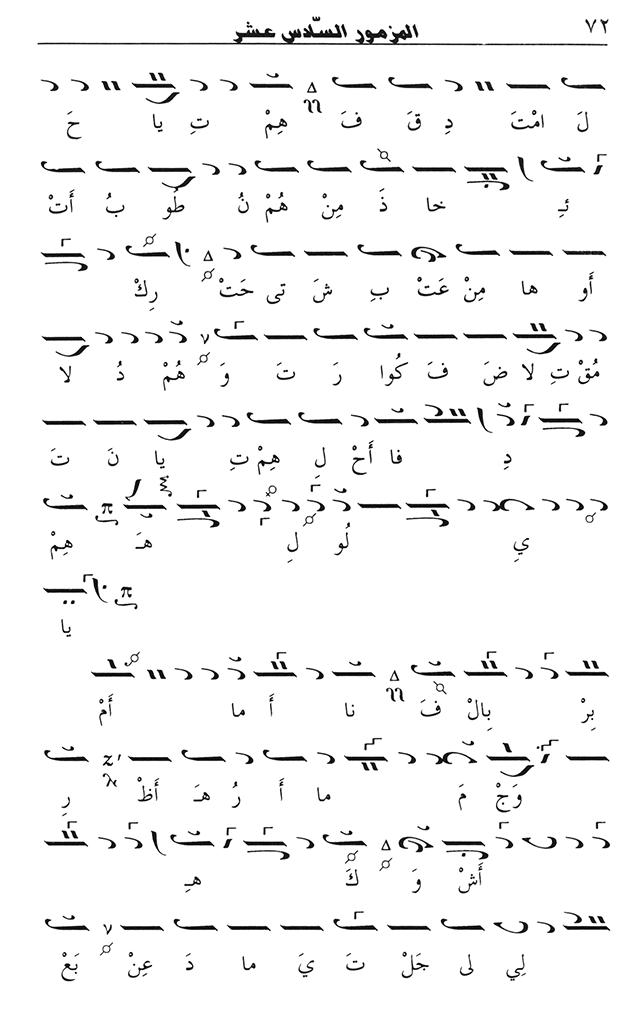 ٧٢ المزمور السّادس عشر
لَ امْتَ دِ قَ فَ هِمْ تِ يا حَ
ئِـ خا ذَ مِنْ هُمْ نُ طُو بُ أَتْ
أَو ها مِنْ عَتْ بِ شَ تى حَتْ رِكْ
مُقْ تِ لا ضَ فَ كُوا رَ تَ وَ هُمْ دُ لا
دِ فا أَحْ لِ هِمْ تِ يا نَ تَ
يِ لُو لِ هَـ هِمْ
يا
بِرْ بِالْ فَ نا أَ ما أَمْ
وَجْ مَ ما أَ رُ هَـ أَظْ رِ
أَشْ وَ كَ هِـ
لِي لى جَلْ تَ يَ ما دَ عِنْ بَعْ